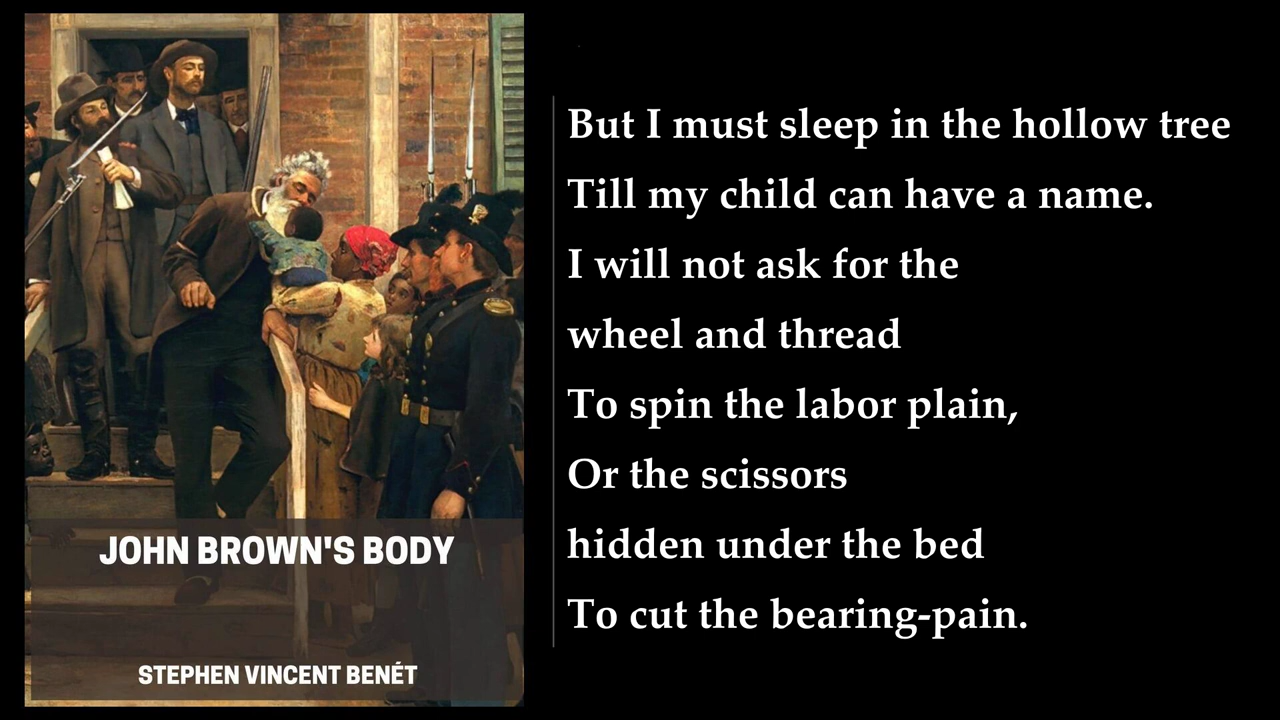 JOHN BROWN'S BODY
STEPHEN VINCENT BENÉT
But I must sleep in the hollow tree
Till my child can have a name.
I will not ask for the
wheel and thread
To spin the labor plain,
Or the scissors
hidden under the bed
To cut the bearing-pain.